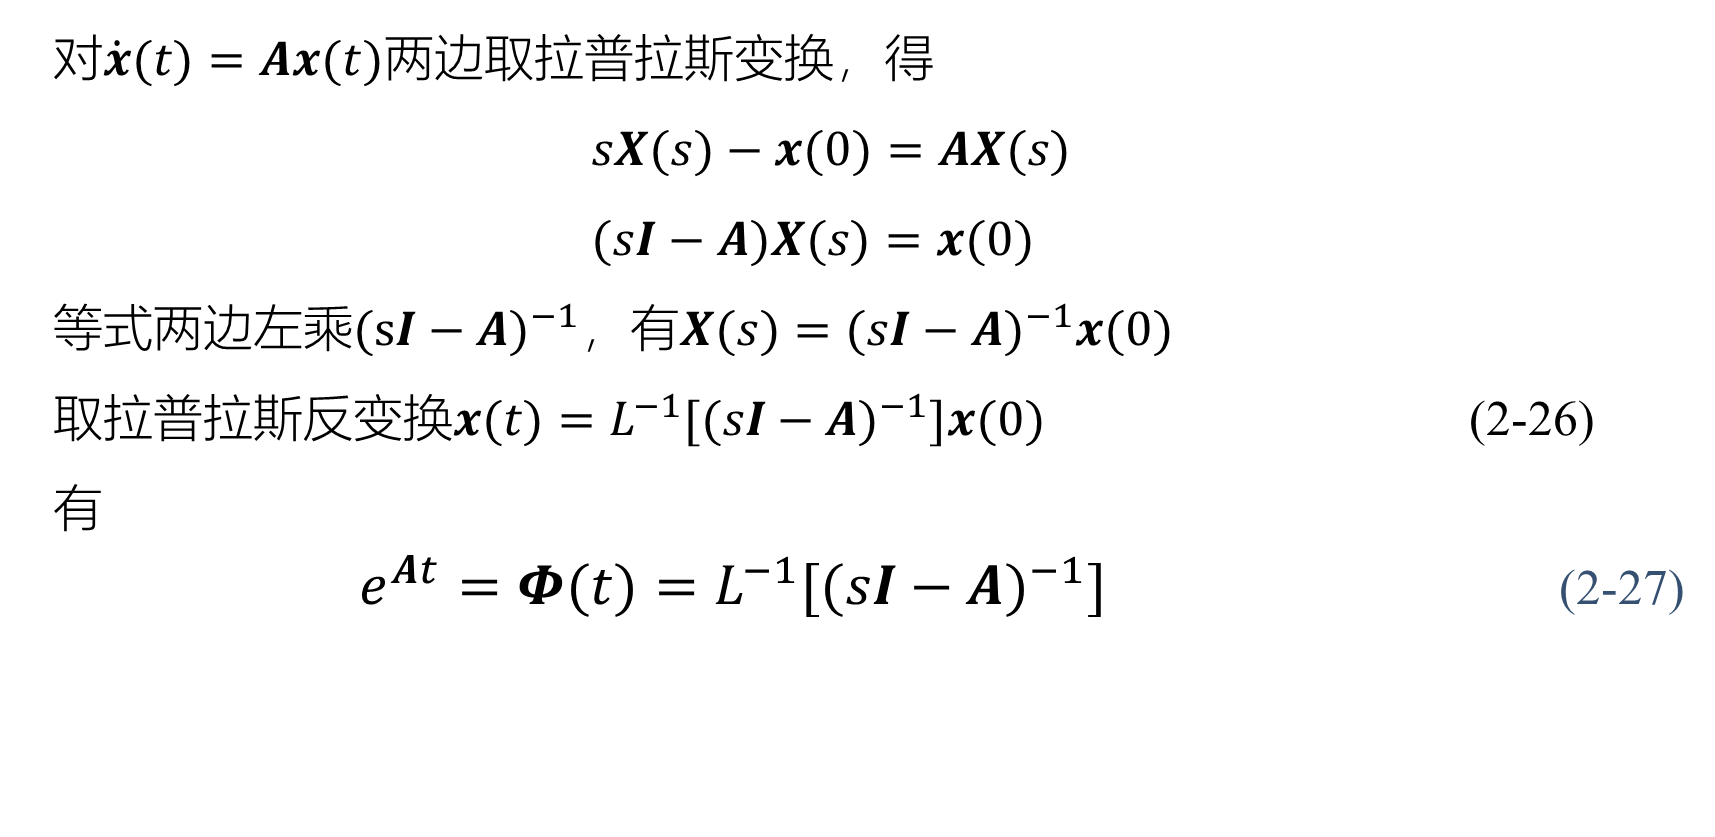 对ẋ(t) = Ax(t)两边取拉普拉斯变换，得
sX(s) − x(0) = AX(s)
(sI − A)X(s) = x(0)
等式两边左乘(sI − A)⁻¹，有X(s) = (sI − A)⁻¹x(0)
取拉普拉斯反变换x(t) = L⁻¹[(sI − A)⁻¹]x(0) (2-26)
有
e^{At} = Φ(t) = L⁻¹[(sI − A)⁻¹] (2-27)